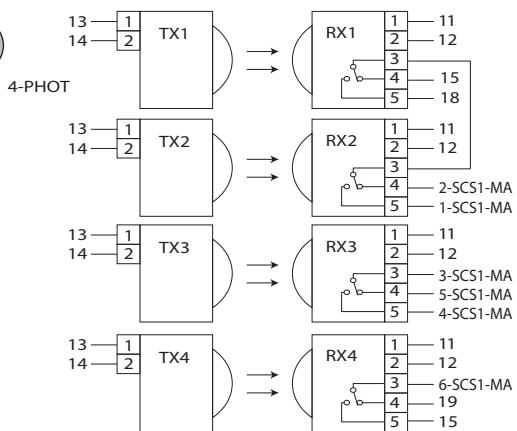 4-PHOT
13 1 TX1 RX1 1 11
14 2 2 12
3
4 15
5 18
13 1 TX2 RX2 1 11
14 2 2 12
3
4 2-SCS1-MA
5 1-SCS1-MA
13 1 TX3 RX3 1 11
14 2 2 12
3 3-SCS1-MA
4 5-SCS1-MA
5 4-SCS1-MA
13 1 TX4 RX4 1 11
14 2 2 12
3 6-SCS1-MA
4 19
5 15